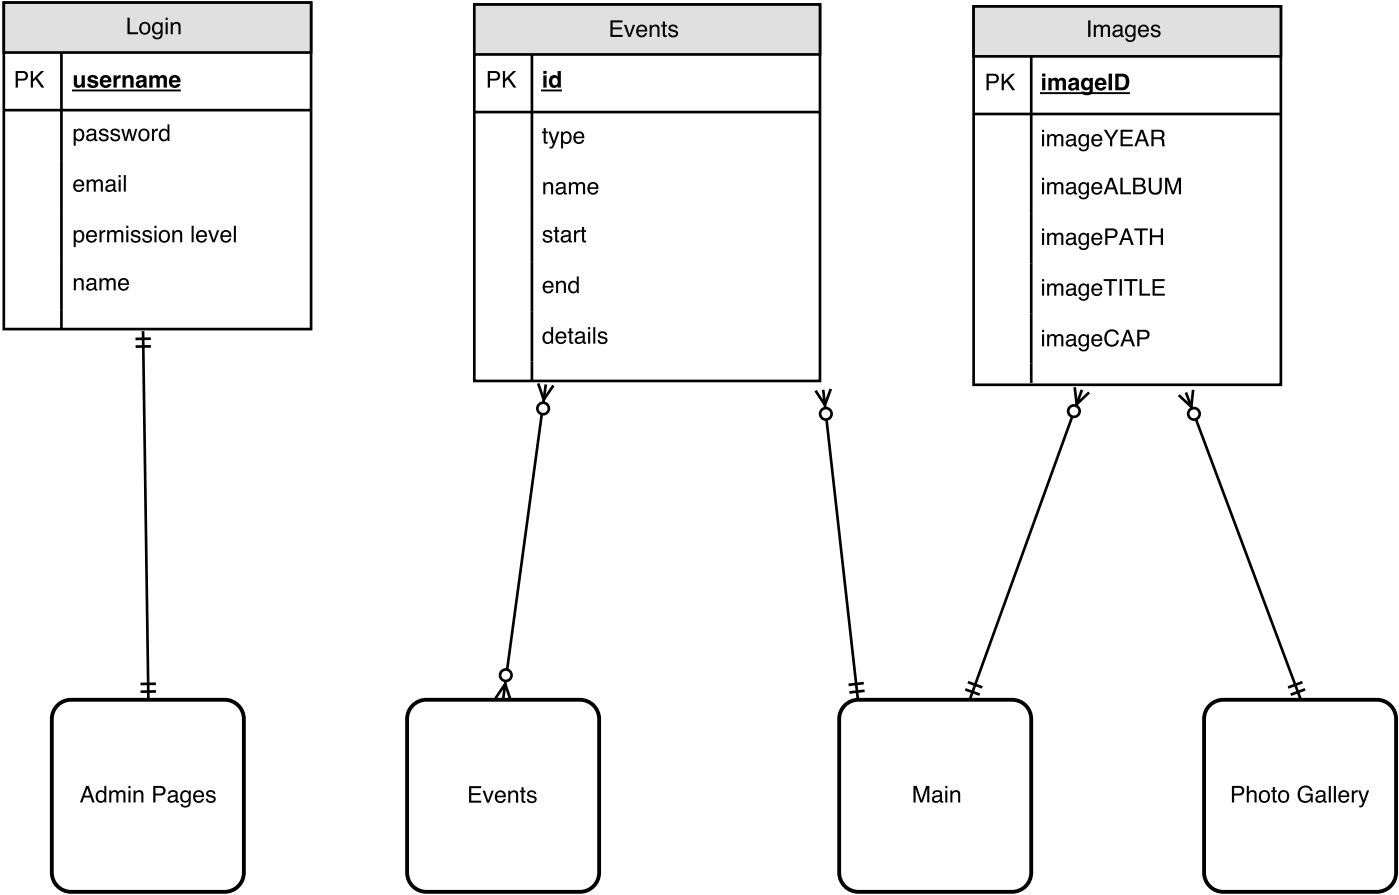 Login
PK username
password
email
permission level
name
Events
PK id
type
name
start
end
details
Images
PK imageID
imageYEAR
imageALBUM
imagePATH
imageTITLE
imageCAP
Admin Pages
Events
Main
Photo Gallery